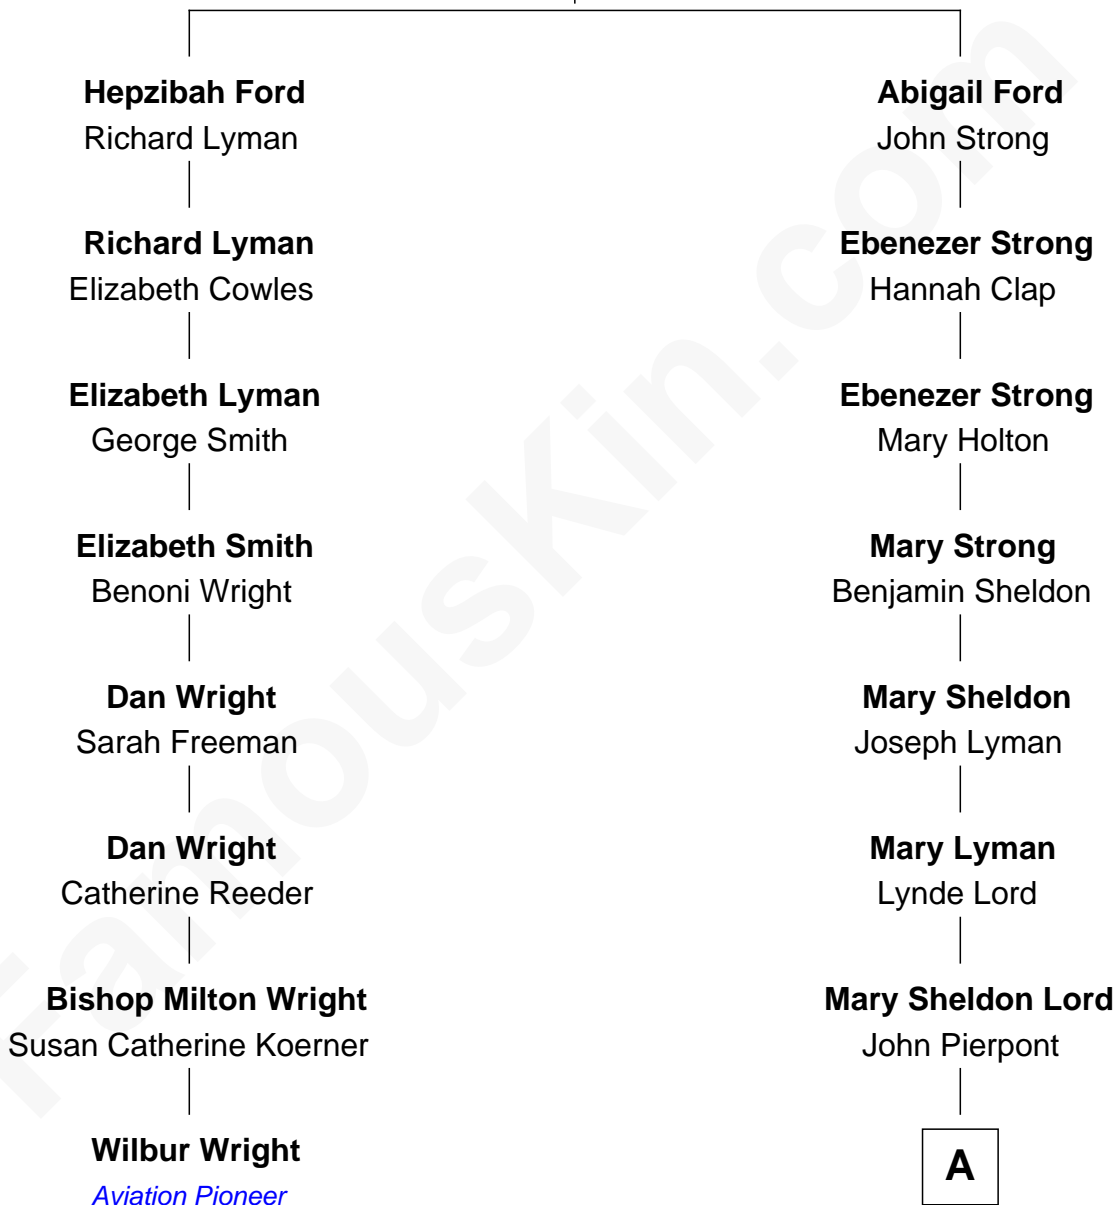 Hepzibah Ford
Richard Lyman
Abigail Ford
John Strong
Richard Lyman
Elizabeth Cowles
Ebenezer Strong
Hannah Clap
Elizabeth Lyman
George Smith
Ebenezer Strong
Mary Holton
Elizabeth Smith
Benoni Wright
Mary Strong
Benjamin Sheldon
Dan Wright
Sarah Freeman
Mary Sheldon
Joseph Lyman
Dan Wright
Catherine Reeder
Mary Lyman
Lynde Lord
Bishop Milton Wright
Susan Catherine Koerner
Mary Sheldon Lord
John Pierpont
Wilbur Wright
Aviation Pioneer
A
FamousKin.com